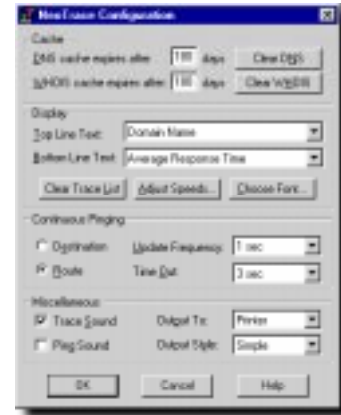 NeoTrace Configuration
Cache
DNS cache expires after 180 days Clear DNS
WHOIS cache expires after 180 days Clear WHOIS
Display
Top Line Text: Domain Name
Bottom Line Text: Average Response Time
Clear Trace List Adjust Speeds... Choose Font...
Continuous Pinging
Destination Update Frequency: 1 sec
Route Time Out: 3 sec
Miscellaneous
Trace Sound Output To: Printer
Ping Sound Output Style: Simple
OK Cancel Help